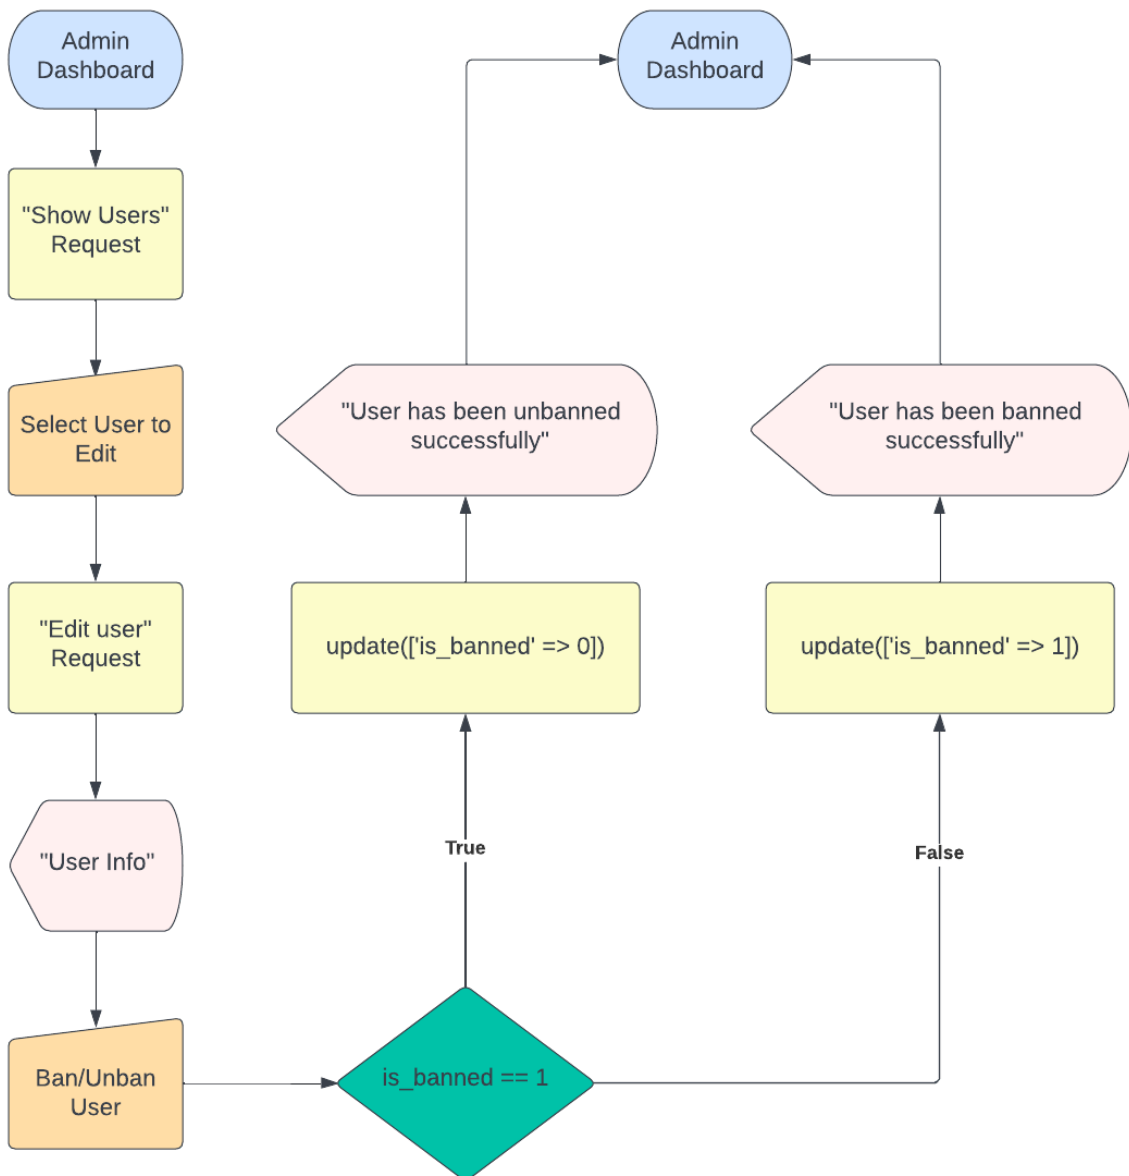 Admin
Dashboard
"Show Users"
Request
Select User to
Edit
"Edit user"
Request
"User Info"
Ban/Unban
User
is_banned == 1
True
update(['is_banned' => 0])
"User has been unbanned
successfully"
False
update(['is_banned' => 1])
"User has been banned
successfully"
Admin
Dashboard